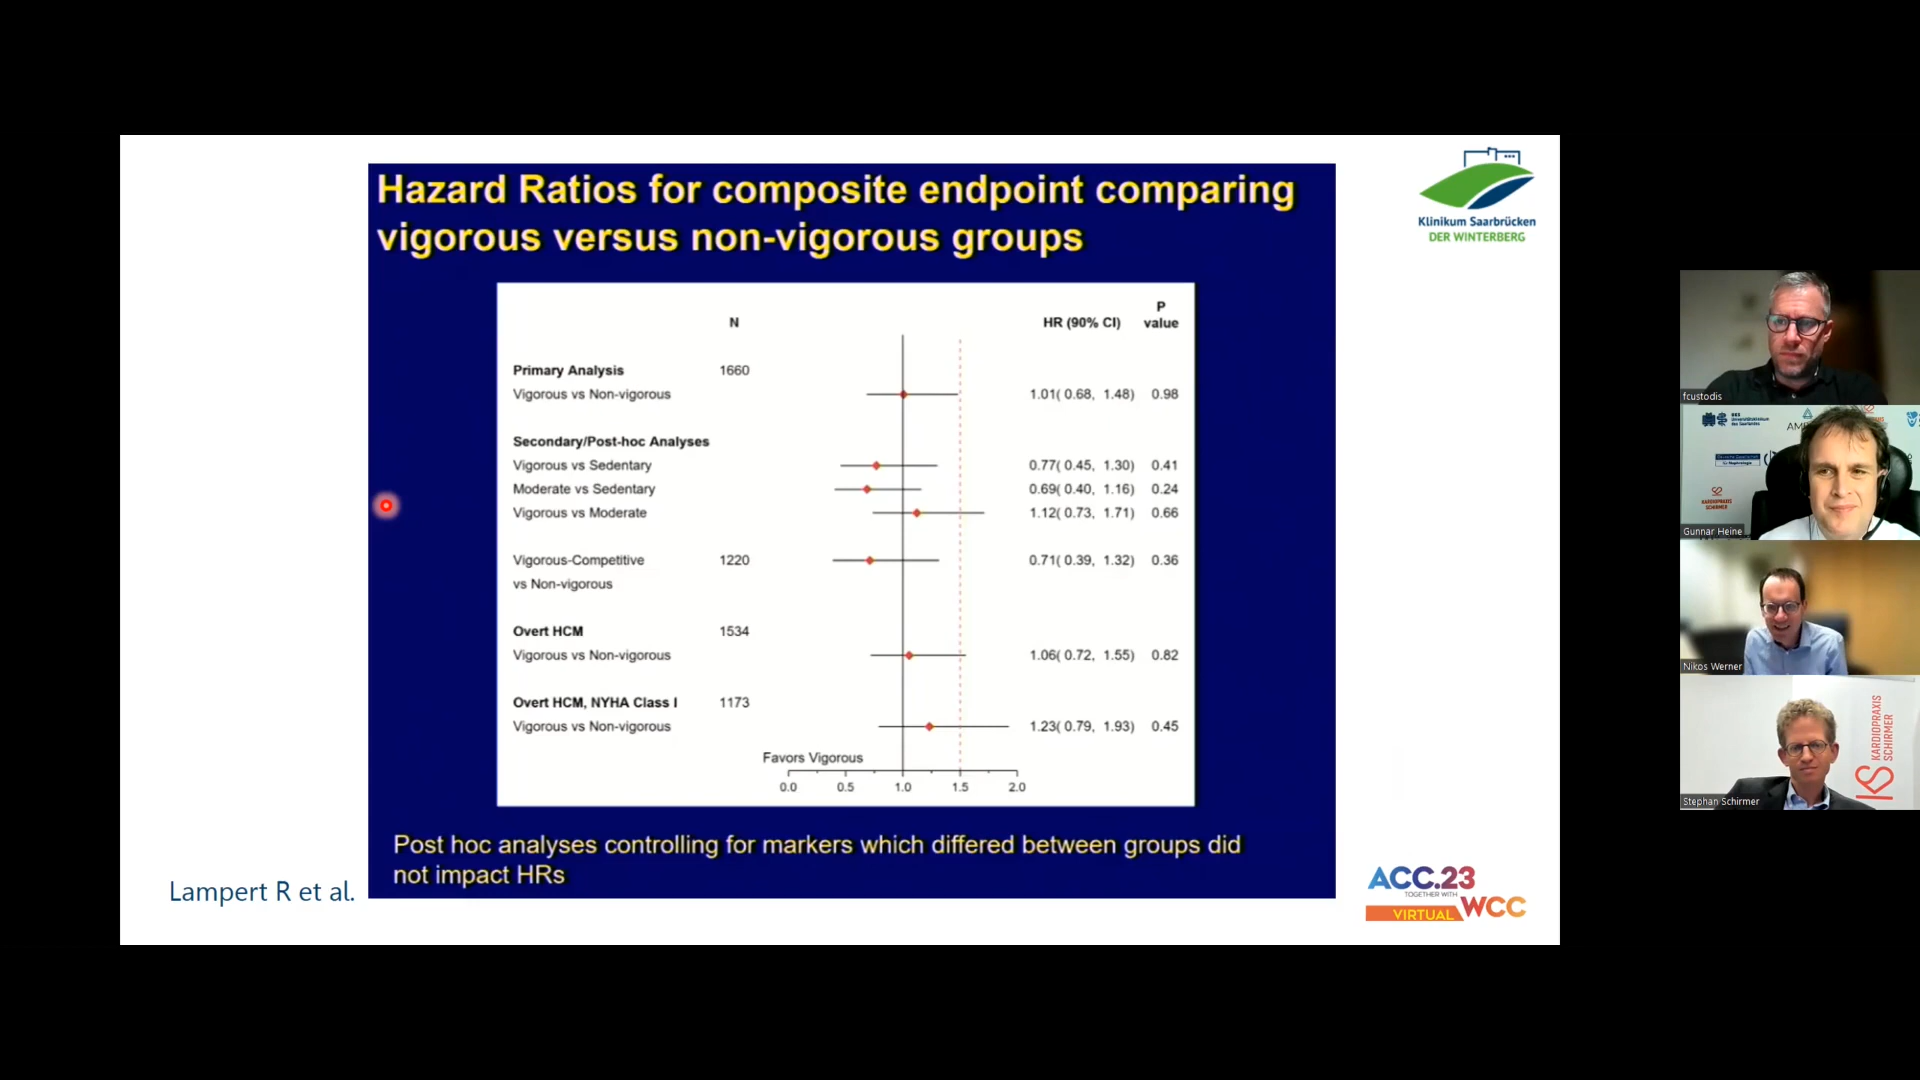 Hazard Ratios for composite endpoint comparing
vigorous versus non-vigorous groups
Klinikum Saarbrücken
DER WINTERBERG
N HR (90% CI) P value
Primary Analysis 1660
Vigorous vs Non-vigorous 1.01( 0.68, 1.48) 0.98
Secondary/Post-hoc Analyses
Vigorous vs Sedentary 0.77( 0.45, 1.30) 0.41
Moderate vs Sedentary 0.69( 0.40, 1.16) 0.24
Vigorous vs Moderate 1.12( 0.73, 1.71) 0.66
Vigorous-Competitive 1220 0.71( 0.39, 1.32) 0.36
vs Non-vigorous
Overt HCM 1534
Vigorous vs Non-vigorous 1.06( 0.72, 1.55) 0.82
Overt HCM, NYHA Class I 1173
Vigorous vs Non-vigorous 1.23( 0.79, 1.93) 0.45
Favors Vigorous
0.0 0.5 1.0 1.5 2.0
Post hoc analyses controlling for markers which differed between groups did
not impact HRs
Lampert R et al.
ACC.23
TOGETHER WITH
VIRTUAL WCC
fcustodis
Gunnar Heine
KARDIOPRAXIS
SCHIRMER
Nikos Werner
KARDIOPRAXIS
SCHIRMER
Stephan Schirmer